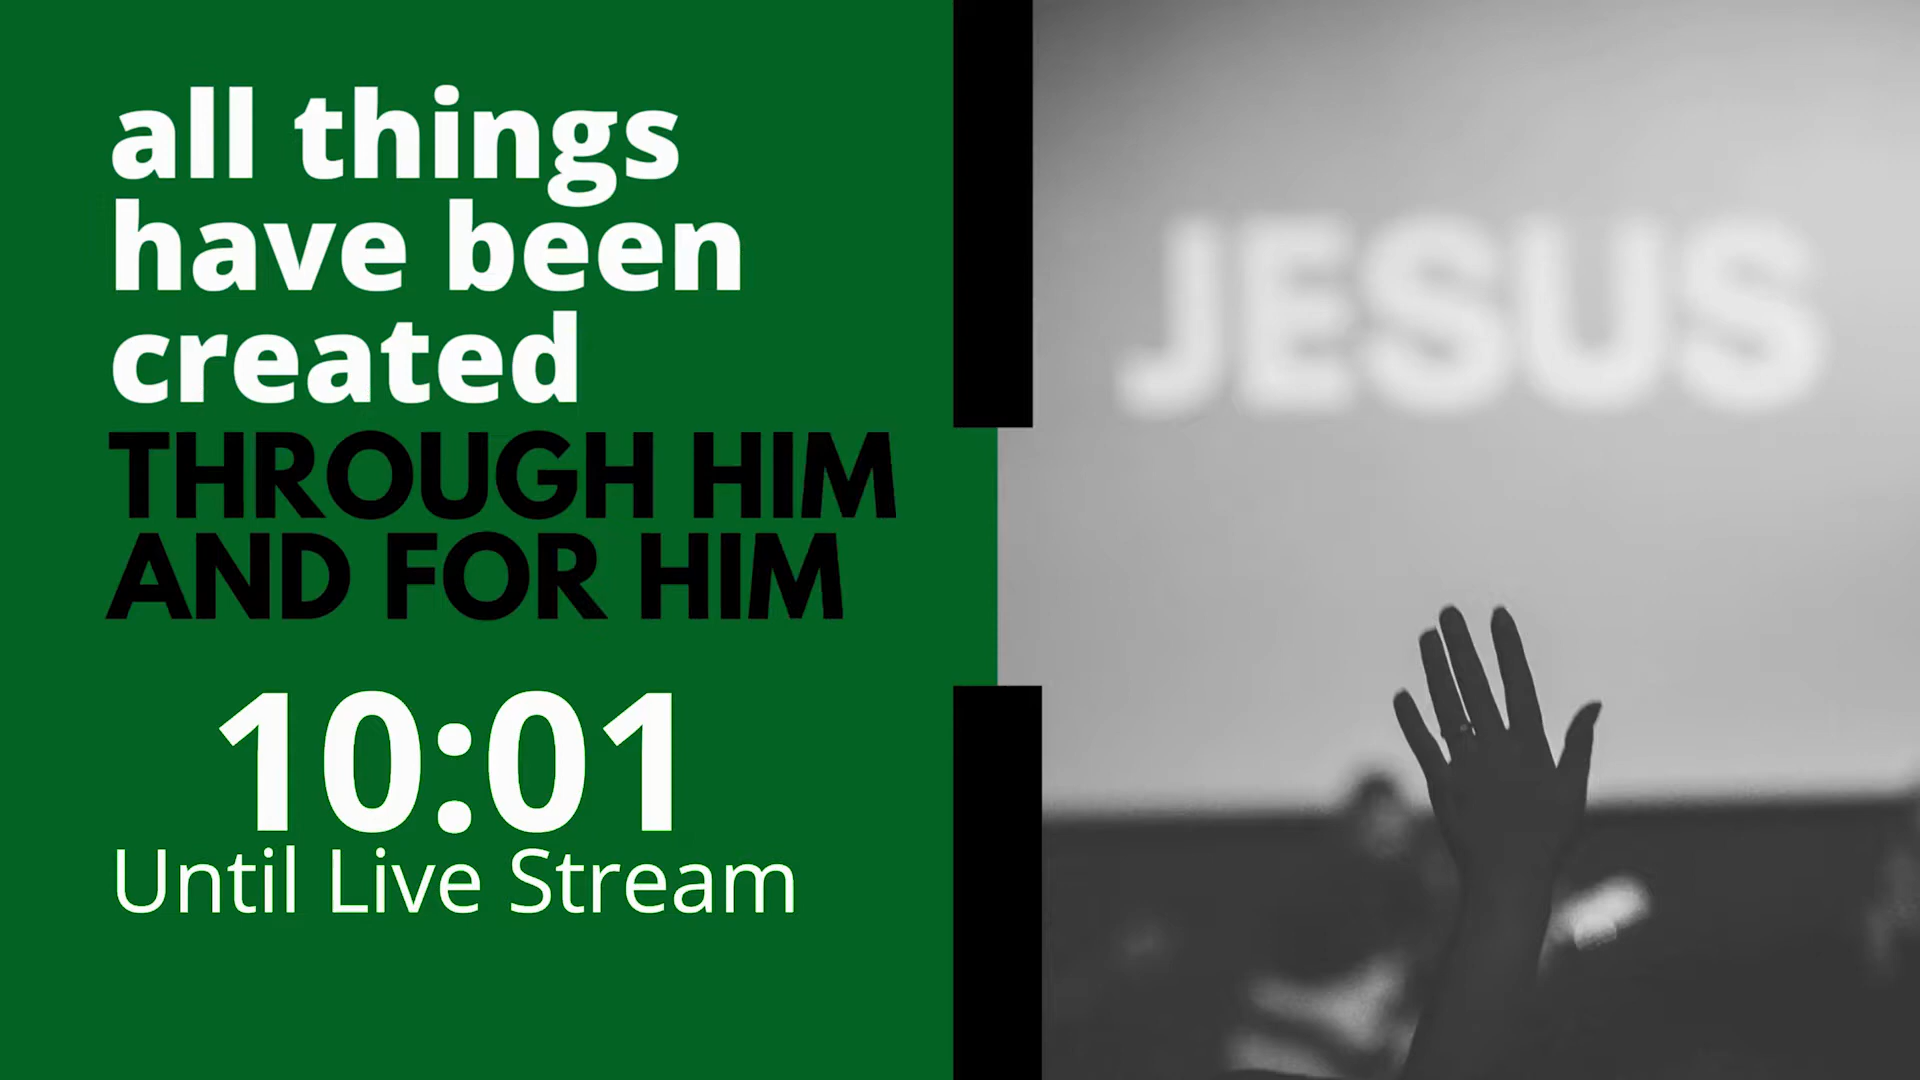 all things
have been
created
THROUGH HIM
AND FOR HIM
10:01
Until Live Stream
JESUS